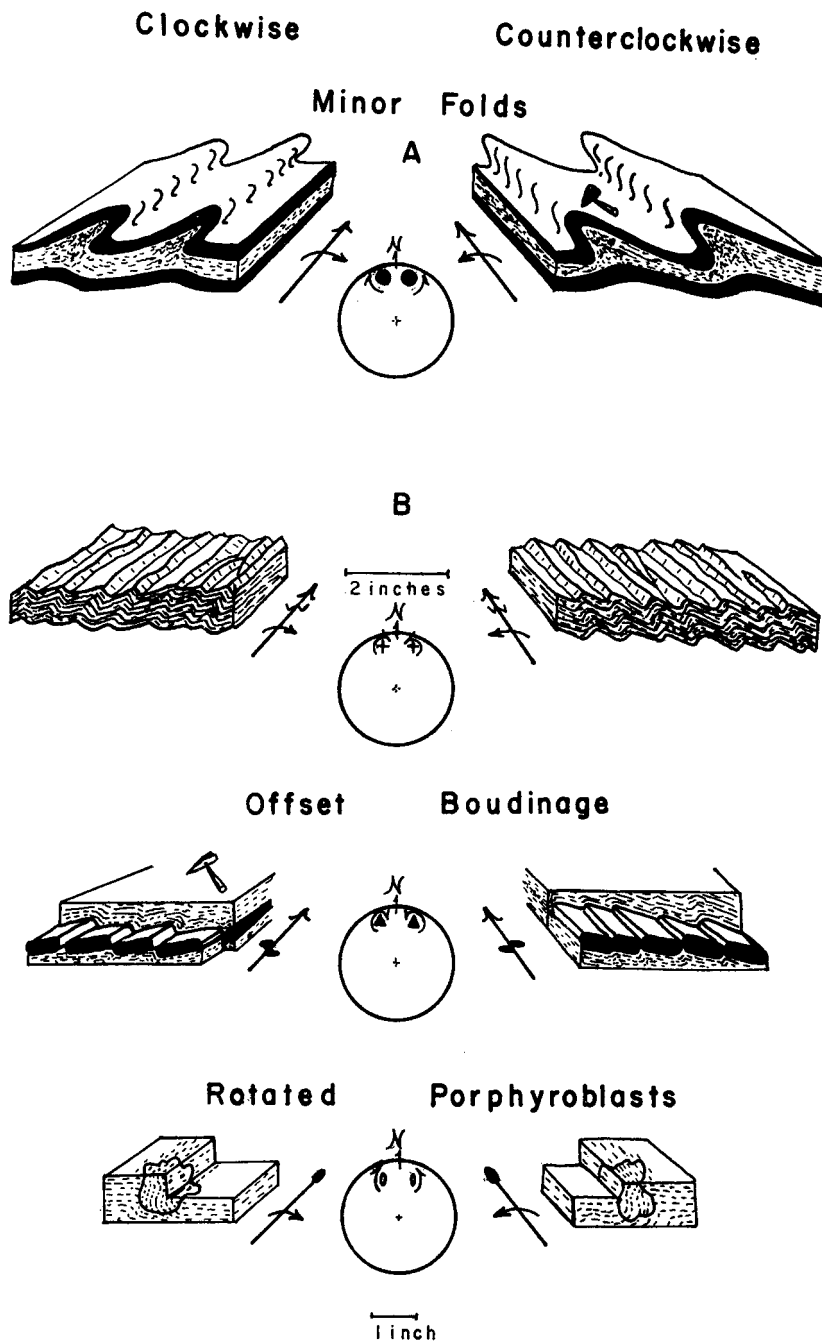 Clockwise Counterclockwise
Minor Folds
A
N
B
2 inches
N
Offset Boudinage
N
Rotated Porphyroblasts
N
1 inch